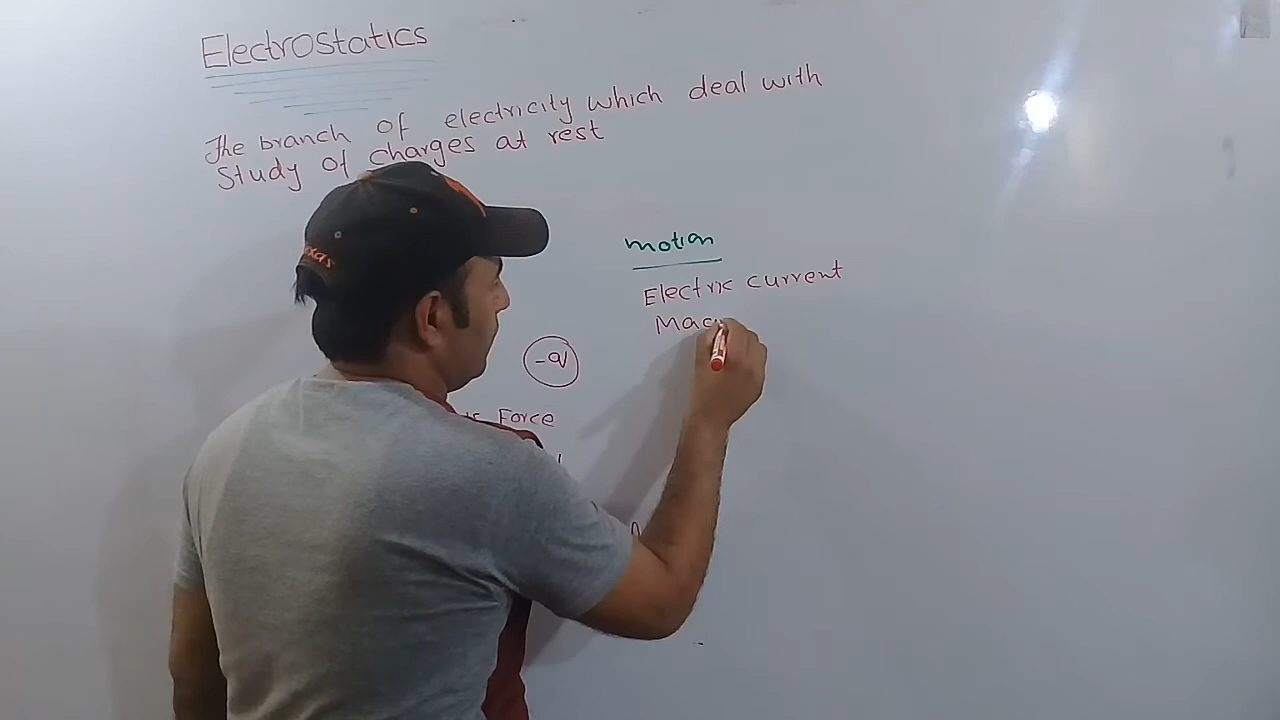 Electrostatics
The branch of electricity which deal with
Study of charges at rest
motion
Electric current
-q
Force